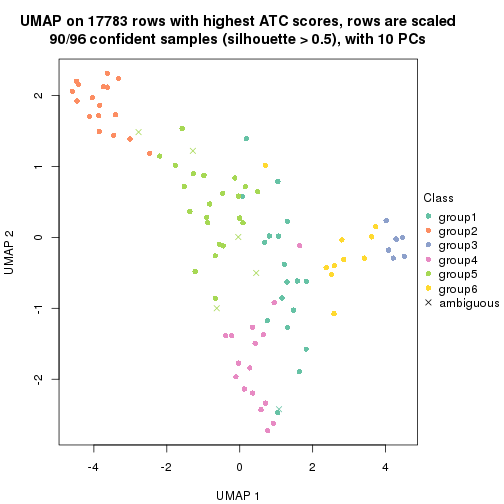 UMAP on 17783 rows with highest ATC scores, rows are scaled
90/96 confident samples (silhouette > 0.5), with 10 PCs
2
1
0
-1
-2
UMAP 2
-4
-2
0
2
4
UMAP 1
Class
group1
group2
group3
group4
group5
group6
ambiguous